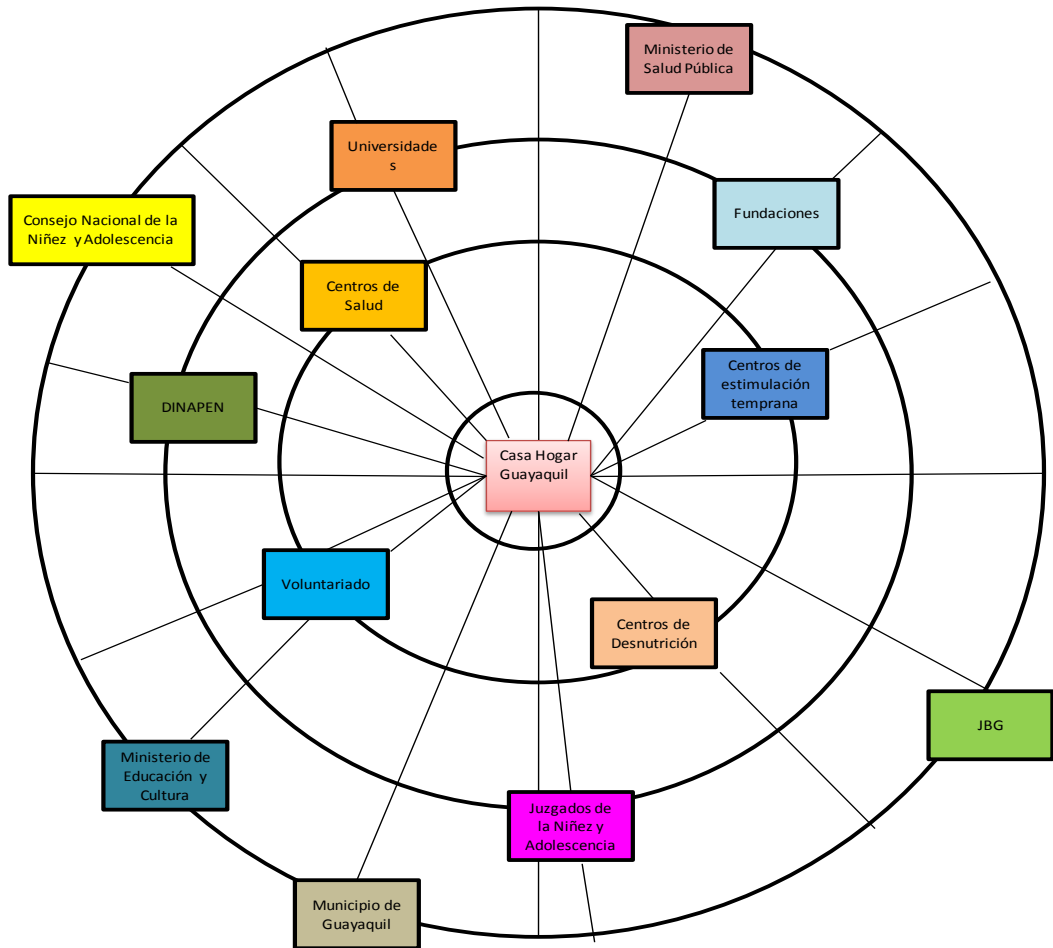 Ministerio de
Salud Pública
Universidade
s
Fundaciones
Consejo Nacional de la
Niñez y Adolescencia
Centros de
Salud
Centros de
estimulación
temprana
DINAPEN
Casa Hogar
Guayaquil
Voluntariado
Centros de
Desnutrición
JBG
Ministerio de
Educación y
Cultura
Juzgados de
la Niñez y
Adolescencia
Municipio de
Guayaquil